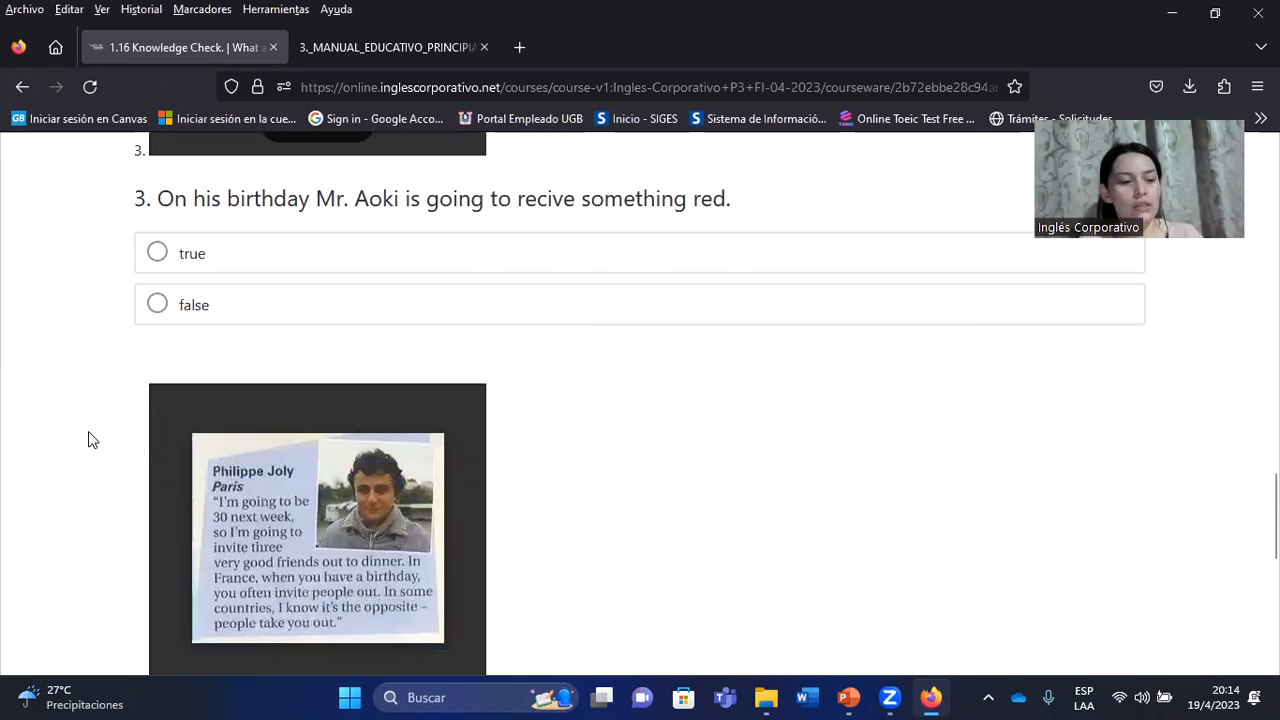 Archivo Editar Ver Historial Marcadores Herramientas Ayuda
1.16 Knowledge Check. | What a
3._MANUAL_EDUCATIVO_PRINCIPIA
https://online.inglescorporativo.net/courses/course-v1:Ingles-Corporativo+P3+FI-04-2023/courseware/2b72ebbe28c94a
GB Iniciar sesión en Canvas
Iniciar sesión en la cue...
Sign in - Google Acco...
Portal Empleado UGB
S Inicio - SIGES
S Sistema de Informació...
Online Toeic Test Free ...
Trámites - Solicitudes
Inglés Corporativo
3.
3. On his birthday Mr. Aoki is going to recive something red.
true
false
Philippe Joly
Paris
“I'm going to be
30 next week,
so I'm going to
invite three
very good friends out to dinner. In
France, when you have a birthday,
you often invite people out. In some
countries, I know it's the opposite –
people take you out.”
27°C
Precipitaciones
Buscar
ESP
LAA
20:14
19/4/2023